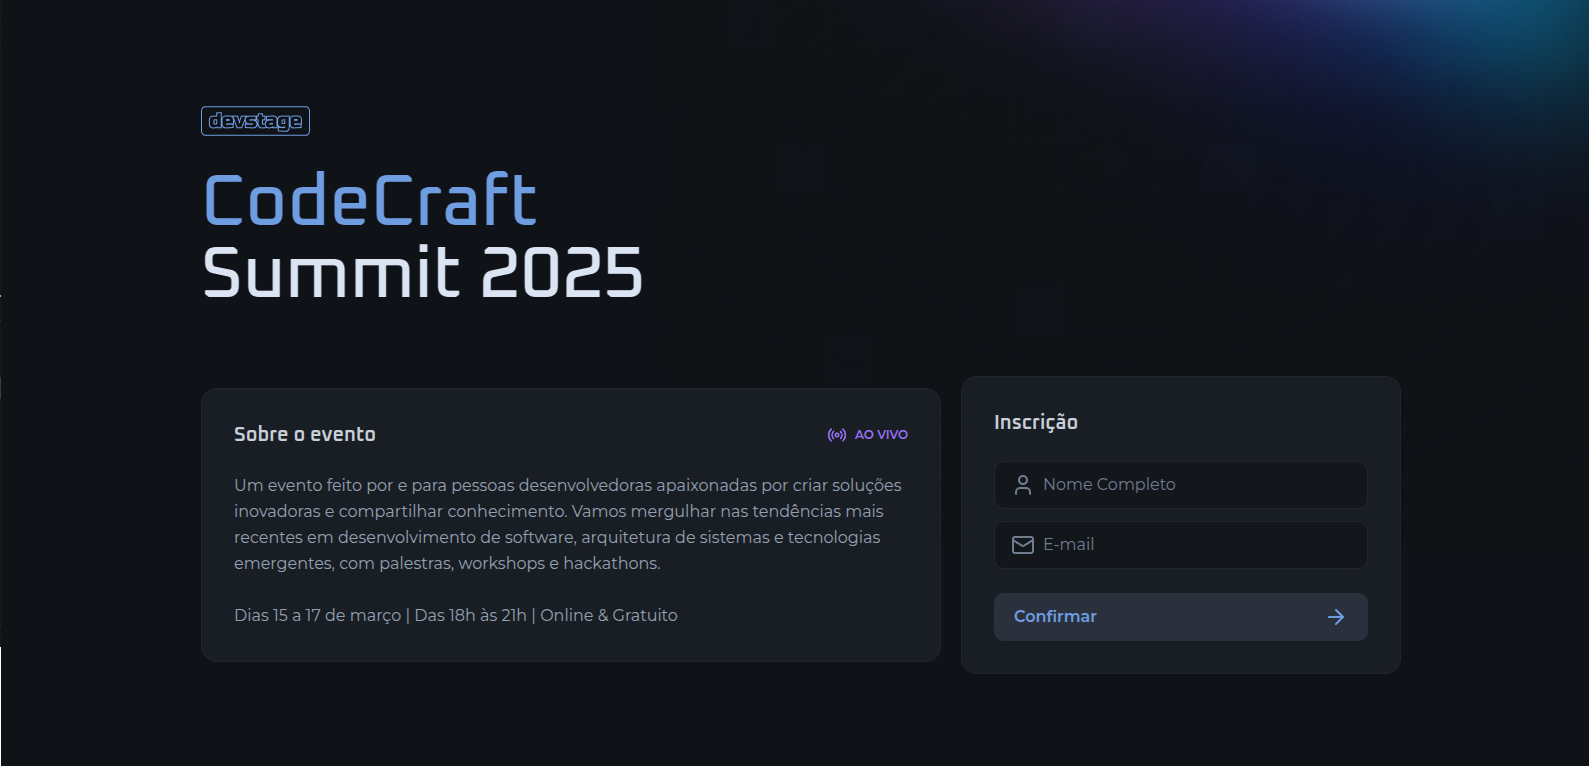 devstage
CodeCraft
Summit 2025
Sobre o evento
AO VIVO
Um evento feito por e para pessoas desenvolvedoras apaixonadas por criar soluções
inovadoras e compartilhar conhecimento. Vamos mergulhar nas tendências mais
recentes em desenvolvimento de software, arquitetura de sistemas e tecnologias
emergentes, com palestras, workshops e hackathons.
Dias 15 a 17 de março | Das 18h às 21h | Online & Gratuito
Inscrição
Nome Completo
E-mail
Confirmar